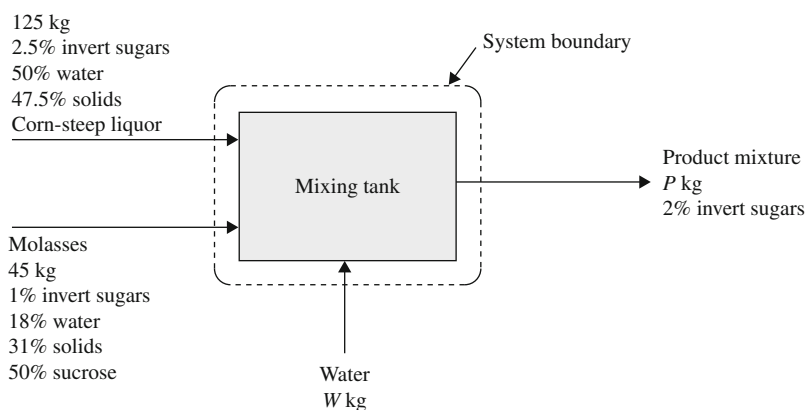 125 kg
2.5% invert sugars
50% water
47.5% solids
Corn-steep liquor
System boundary
Mixing tank
Product mixture
P kg
2% invert sugars
Molasses
45 kg
1% invert sugars
18% water
31% solids
50% sucrose
Water
W kg